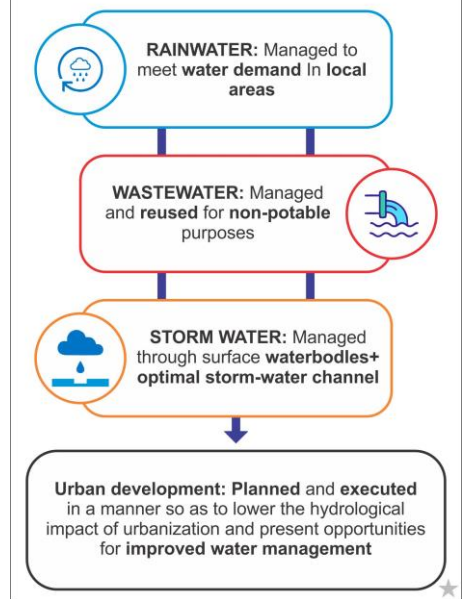 RAINWATER: Managed to
meet water demand In local
areas
WASTEWATER: Managed
and reused for non-potable
purposes
STORM WATER: Managed
through surface waterbodles+
optimal storm-water channel
Urban development: Planned and executed
in a manner so as to lower the hydrological
impact of urbanization and present opportunities
for improved water management